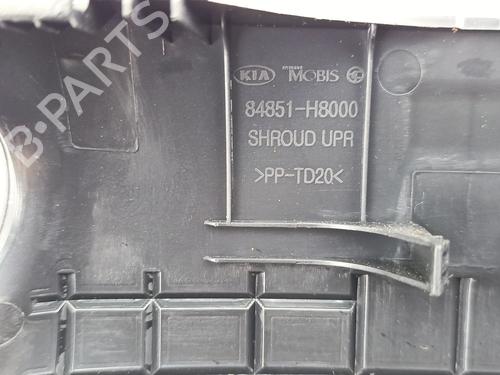 B-PARTS
KIA MOBIS
84851-H8000
SHROUD UPR
>PP-TD20<